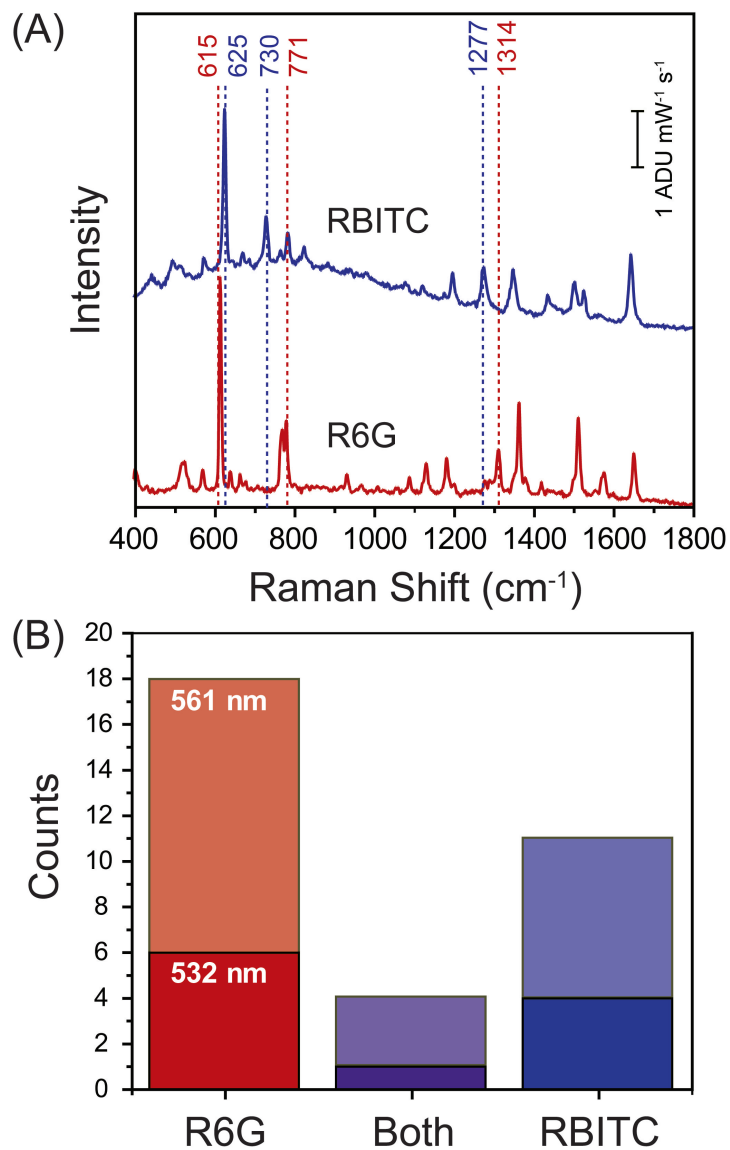 (A)
615
625
730
771
1277
1314
1 ADU mW⁻¹ s⁻¹
RBITC
R6G
Intensity
400 600 800 1000 1200 1400 1600 1800
Raman Shift (cm⁻¹)
(B)
20
18
16
14
12
10
8
6
4
2
0
Counts
561 nm
532 nm
R6G Both RBITC